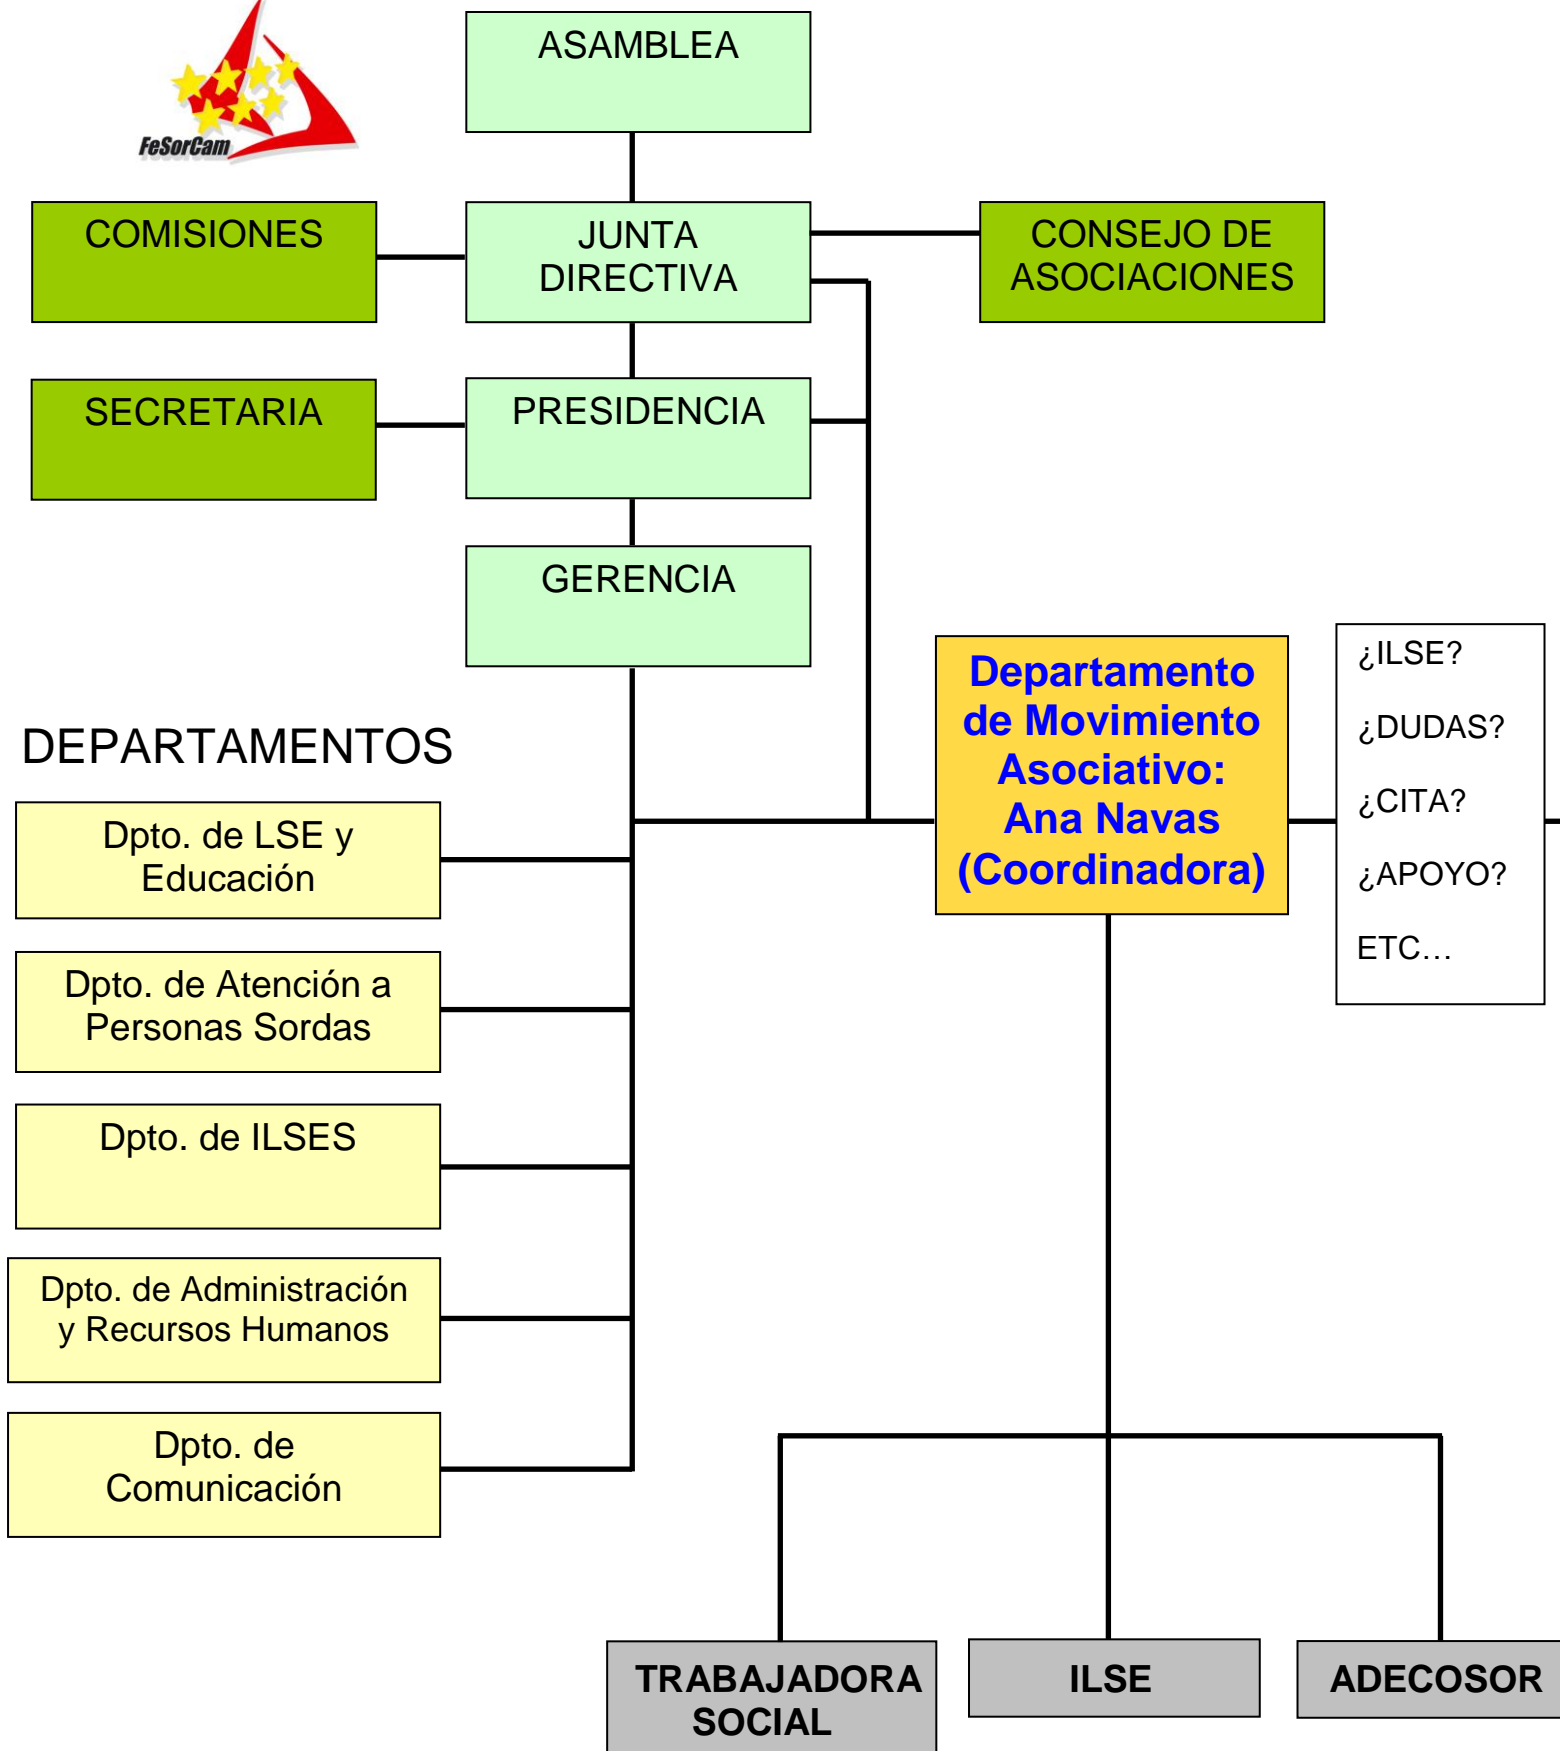 ASAMBLEA
FeSorCam
COMISIONES
JUNTA
DIRECTIVA
CONSEJO DE
ASOCIACIONES
SECRETARIA
PRESIDENCIA
GERENCIA
Departamento
de Movimiento
Asociativo:
Ana Navas
(Coordinadora)
¿ILSE?
¿DUDAS?
¿CITA?
¿APOYO?
ETC…
DEPARTAMENTOS
Dpto. de LSE y
Educación
Dpto. de Atención a
Personas Sordas
Dpto. de ILSES
Dpto. de Administración
y Recursos Humanos
Dpto. de
Comunicación
TRABAJADORA
SOCIAL
ILSE
ADECOSOR